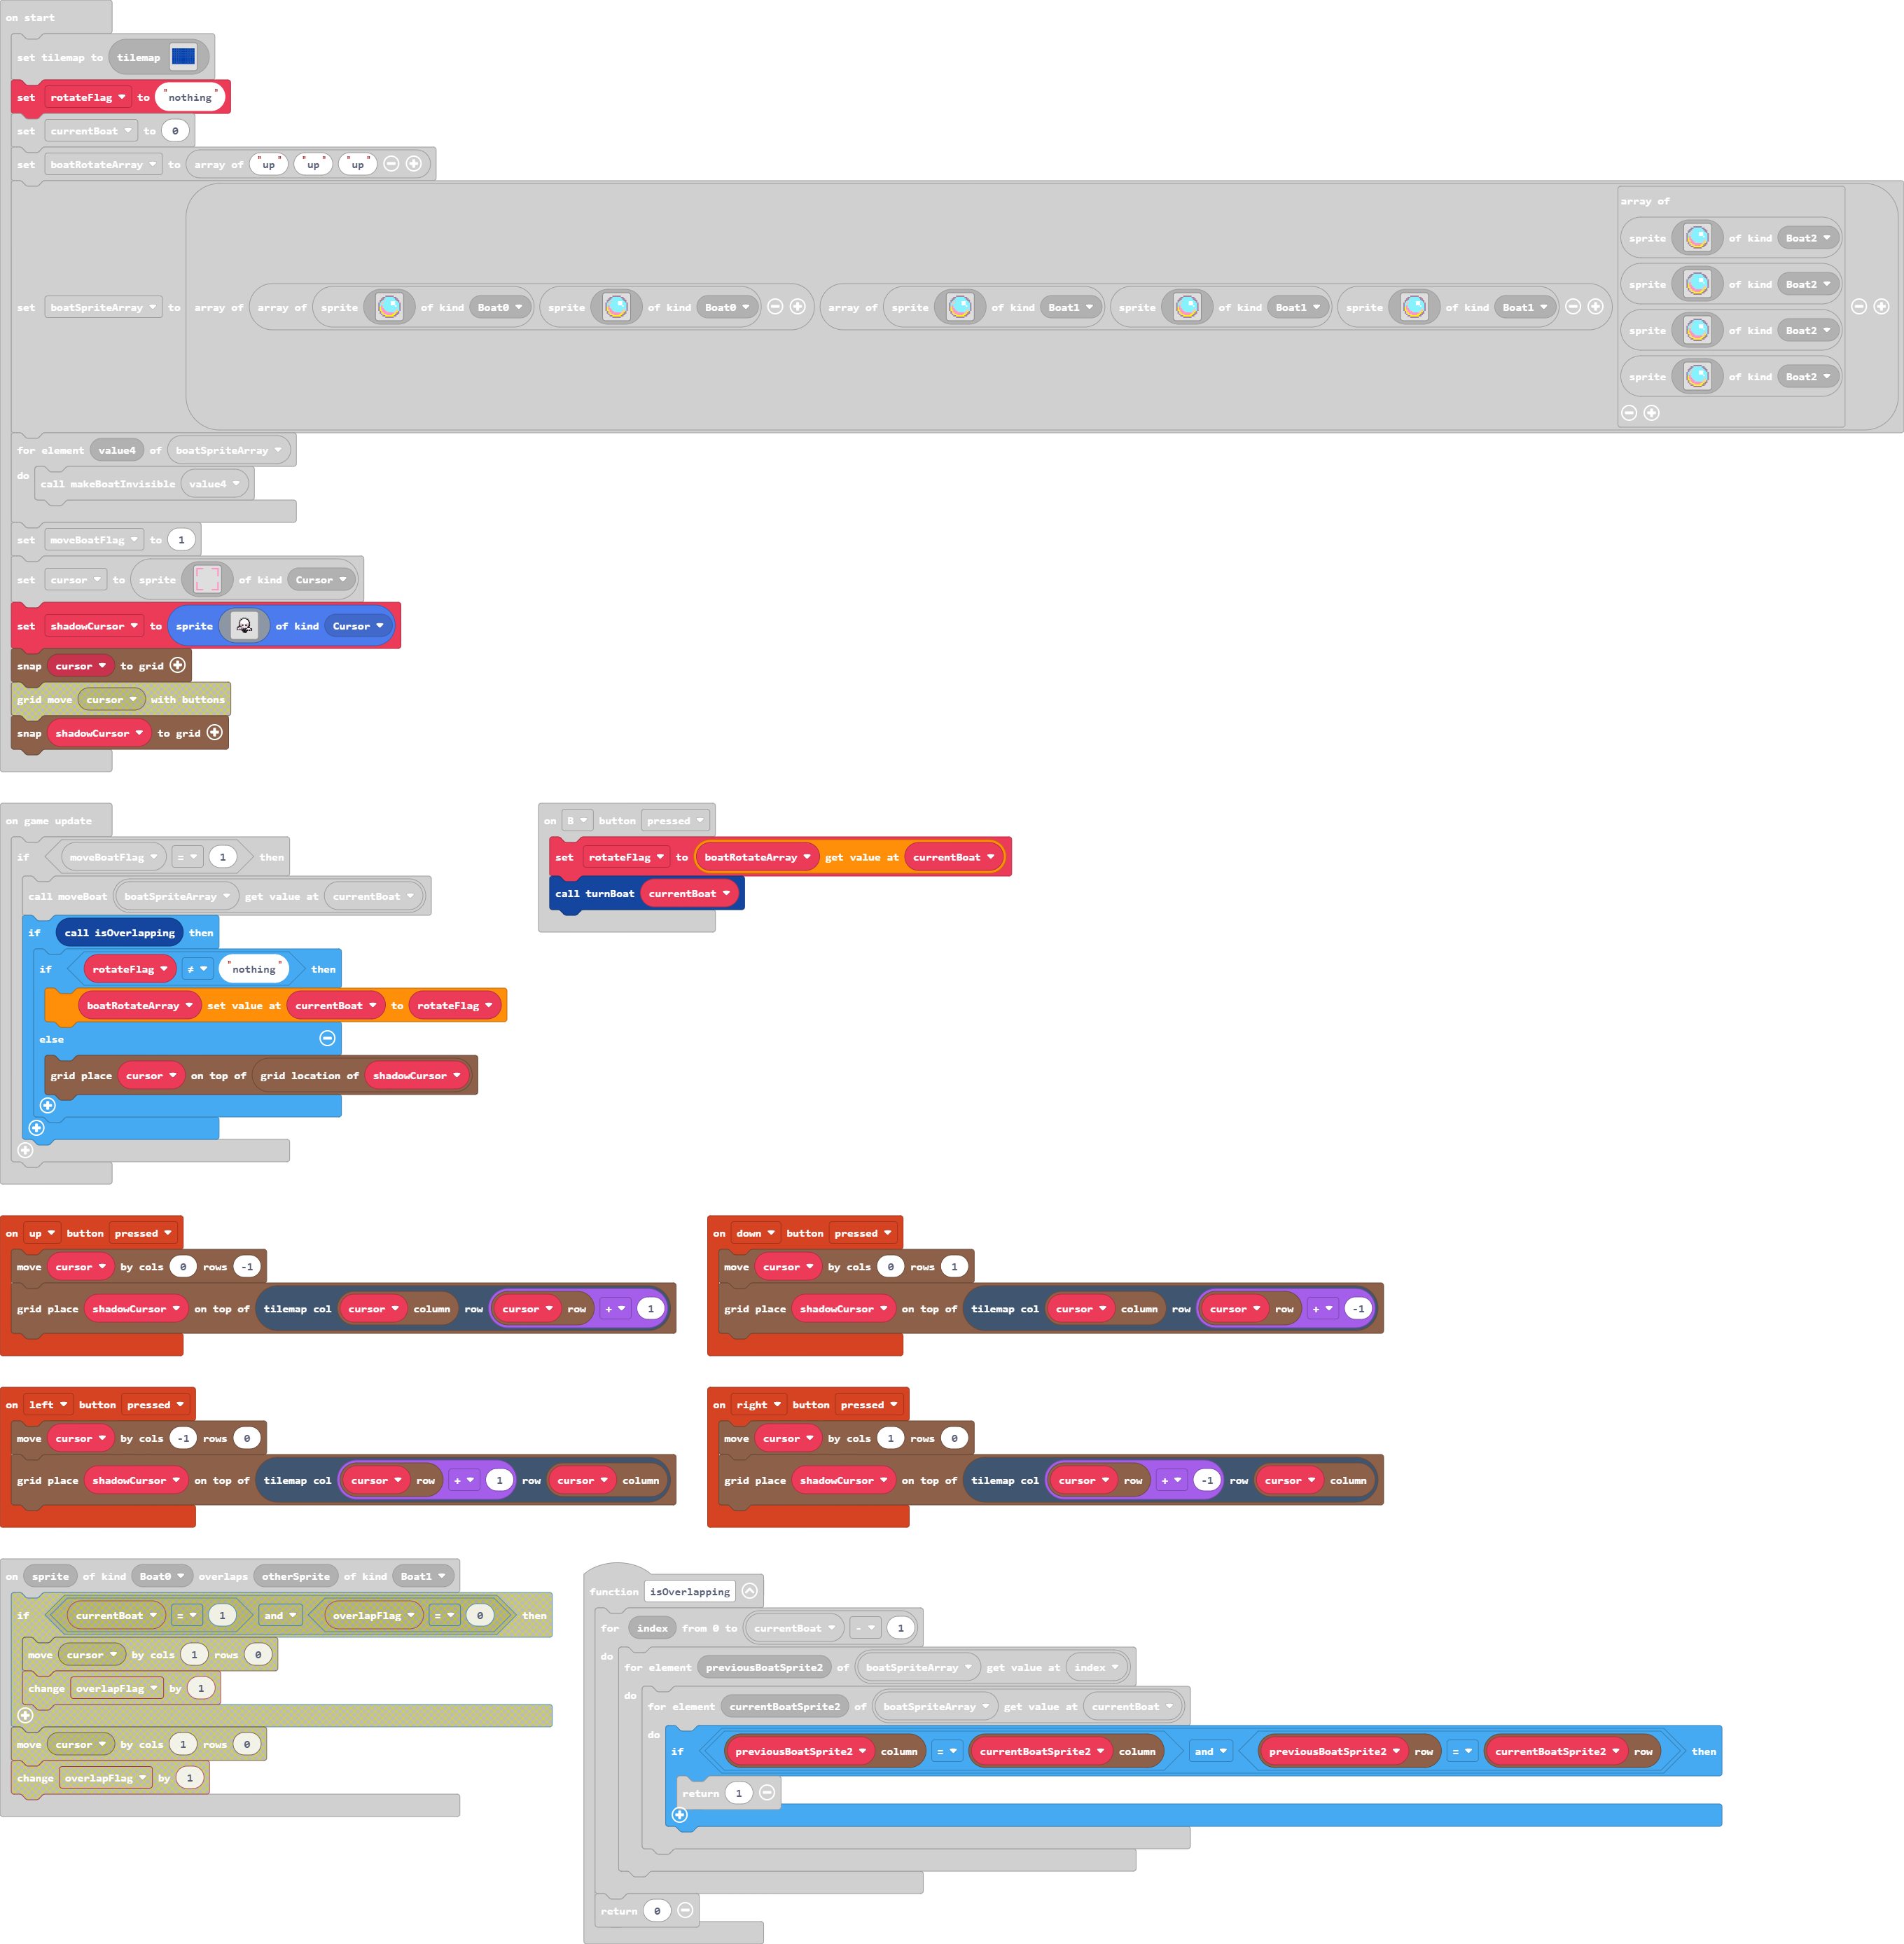 on start
set tilemap to tilemap
set rotateFlag to "nothing"
set currentBoat to 0
set boatRotateArray to array of "up" "up" "up"
array of
sprite of kind Boat2
sprite of kind Boat2
set boatSpriteArray to array of array of sprite of kind Boat0 sprite of kind Boat0 array of sprite of kind Boat1 sprite of kind Boat1 sprite of kind Boat1
sprite of kind Boat2
sprite of kind Boat2
for element value4 of boatSpriteArray
do call makeBoatInvisible value4
set moveBoatFlag to 1
set cursor to sprite of kind Cursor
set shadowCursor to sprite of kind Cursor
snap cursor to grid
grid move cursor with buttons
snap shadowCursor to grid
on game update
if moveBoatFlag = 1 then
call moveBoat boatSpriteArray get value at currentBoat
if call isOverlapping then
if rotateFlag ≠ "nothing" then
boatRotateArray set value at currentBoat to rotateFlag
else
grid place cursor on top of grid location of shadowCursor
on B button pressed
set rotateFlag to boatRotateArray get value at currentBoat
call turnBoat currentBoat
on up button pressed
move cursor by cols 0 rows -1
grid place shadowCursor on top of tilemap col cursor column row cursor row + 1
on down button pressed
move cursor by cols 0 rows 1
grid place shadowCursor on top of tilemap col cursor column row cursor row + -1
on left button pressed
move cursor by cols -1 rows 0
grid place shadowCursor on top of tilemap col cursor row + 1 row cursor column
on right button pressed
move cursor by cols 1 rows 0
grid place shadowCursor on top of tilemap col cursor row + -1 row cursor column
on sprite of kind Boat0 overlaps otherSprite of kind Boat1
if currentBoat = 1 and overlapFlag = 0 then
move cursor by cols 1 rows 0
change overlapFlag by 1
move cursor by cols 1 rows 0
change overlapFlag by 1
function isOverlapping
for index from 0 to currentBoat - 1
do
for element previousBoatSprite2 of boatSpriteArray get value at index
do
for element currentBoatSprite2 of boatSpriteArray get value at currentBoat
do
if previousBoatSprite2 column = currentBoatSprite2 column and previousBoatSprite2 row = currentBoatSprite2 row then
return 1
return 0